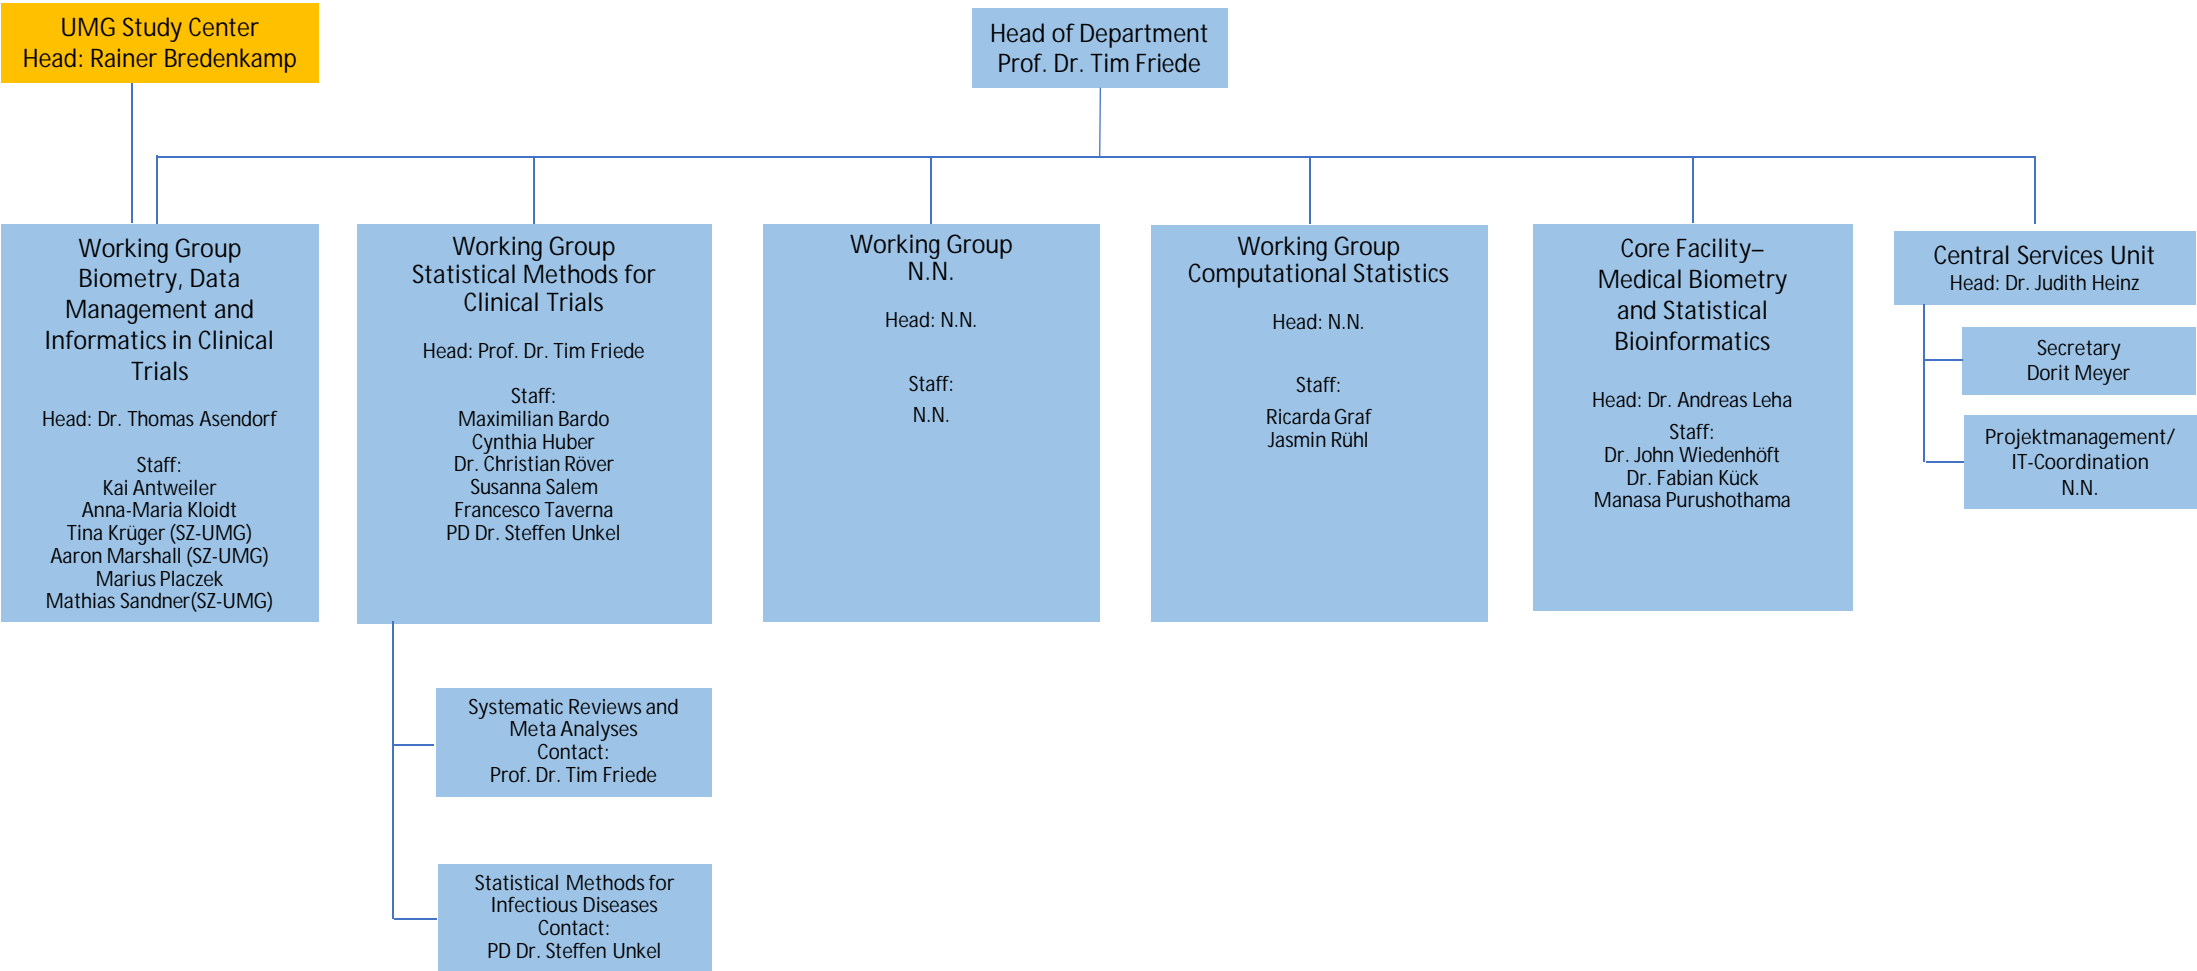 UMG Study Center
Head: Rainer Bredenkamp
Head of Department
Prof. Dr. Tim Friede
Working Group
Biometry, Data
Management and
Informatics in Clinical
Trials
Head: Dr. Thomas Asendorf
Staff:
Kai Antweiler
Anna-Maria Kloidt
Tina Krüger (SZ-UMG)
Aaron Marshall (SZ-UMG)
Marius Placzek
Mathias Sandner(SZ-UMG)
Working Group
Statistical Methods for
Clinical Trials
Head: Prof. Dr. Tim Friede
Staff:
Maximilian Bardo
Cynthia Huber
Dr. Christian Röver
Susanna Salem
Francesco Taverna
PD Dr. Steffen Unkel
Systematic Reviews and
Meta Analyses
Contact:
Prof. Dr. Tim Friede
Statistical Methods for
Infectious Diseases
Contact:
PD Dr. Steffen Unkel
Working Group
N.N.
Head: N.N.
Staff:
N.N.
Working Group
Computational Statistics
Head: N.N.
Staff:
Ricarda Graf
Jasmin Rühl
Core Facility–
Medical Biometry
and Statistical
Bioinformatics
Head: Dr. Andreas Leha
Staff:
Dr. John Wiedenhöft
Dr. Fabian Kück
Manasa Purushothama
Central Services Unit
Head: Dr. Judith Heinz
Secretary
Dorit Meyer
Projektmanagement/
IT-Coordination
N.N.